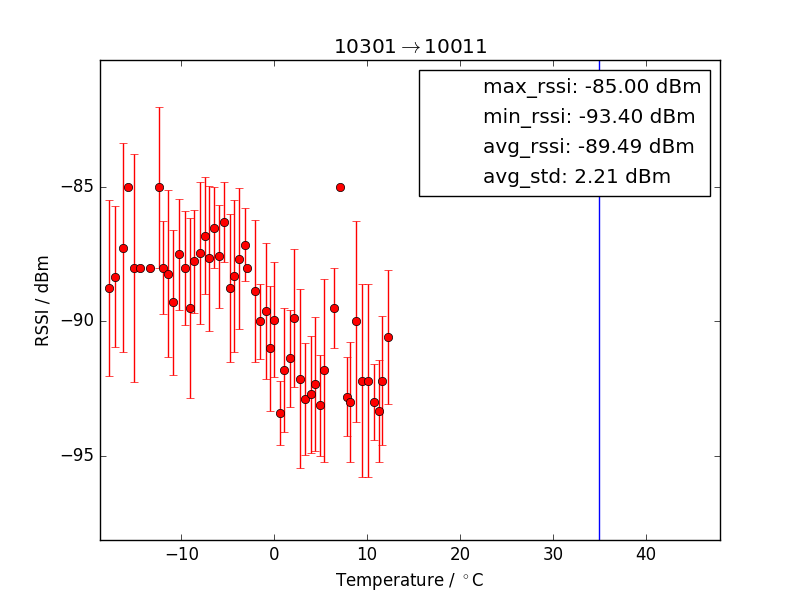 10301→10011
max_rssi: -85.00 dBm
min_rssi: -93.40 dBm
avg_rssi: -89.49 dBm
avg_std: 2.21 dBm
−85
−90
−95
RSSI / dBm
−10 0 10 20 30 40
Temperature / °C